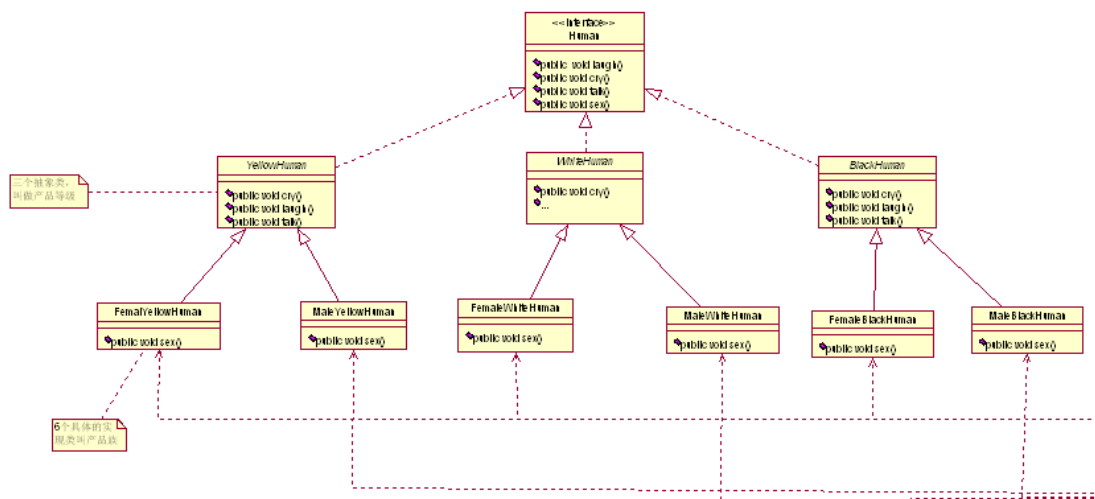 <<Interface>>
Human
public void laugh()
public void cry()
public void talk()
public void sex()
YellowHuman
public void cry()
public void laugh()
public void talk()
WhiteHuman
public void cry()
...
BlackHuman
public void cry()
public void laugh()
public void talk()
三个抽象类，
叫做产品等级
FemalYellowHuman
public void sex()
MaleYellowHuman
public void sex()
FemaleWhiteHuman
public void sex()
MaleWhiteHuman
public void sex()
FemaleBlackHuman
public void sex()
MaleBlackHuman
public void sex()
6个具体的实
现类叫产品族